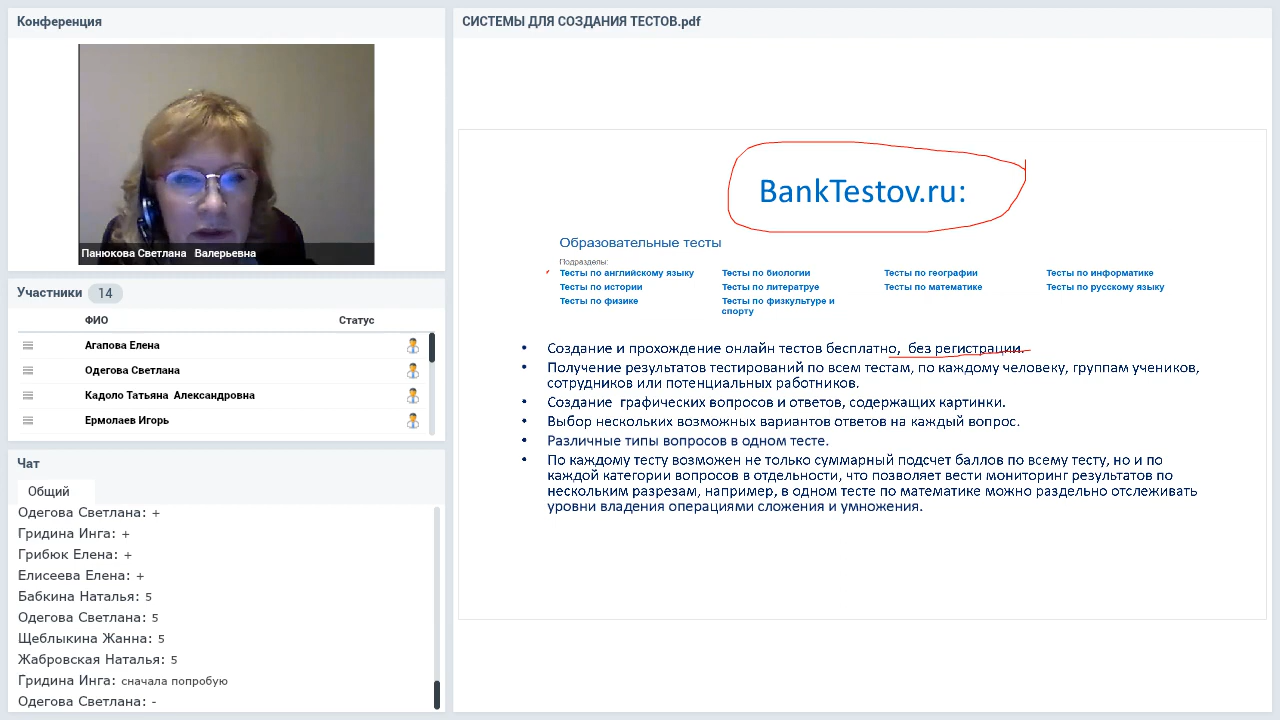 Конференция
Панюкова Светлана Валерьевна
Участники 14
ФИО Статус
Агапова Елена
Одегова Светлана
Кадоло Татьяна Александровна
Ермолаев Игорь
Чат
Общий
Одегова Светлана: +
Гридина Инга: +
Грибюк Елена: +
Елисеева Елена: +
Бабкина Наталья: 5
Одегова Светлана: 5
Щеблыкина Жанна: 5
Жабровская Наталья: 5
Гридина Инга: сначала попробую
Одегова Светлана: -
СИСТЕМЫ ДЛЯ СОЗДАНИЯ ТЕСТОВ.pdf
BankTestov.ru:
Образовательные тесты
Подразделы:
Тесты по английскому языку Тесты по биологии Тесты по географии Тесты по информатике
Тесты по истории Тесты по литератруе Тесты по математике Тесты по русскому языку
Тесты по физике Тесты по физкультуре и
спорту
• Создание и прохождение онлайн тестов бесплатно, без регистрации.
• Получение результатов тестирований по всем тестам, по каждому человеку, группам учеников,
сотрудников или потенциальных работников.
• Создание графических вопросов и ответов, содержащих картинки.
• Выбор нескольких возможных вариантов ответов на каждый вопрос.
• Различные типы вопросов в одном тесте.
• По каждому тесту возможен не только суммарный подсчет баллов по всему тесту, но и по
каждой категории вопросов в отдельности, что позволяет вести мониторинг результатов по
нескольким разрезам, например, в одном тесте по математике можно раздельно отслеживать
уровни владения операциями сложения и умножения.